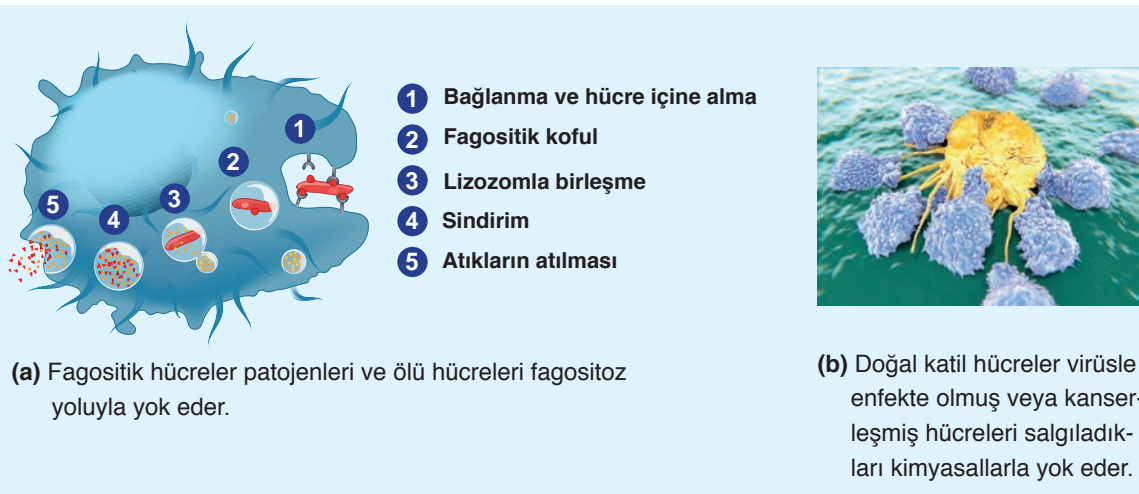 1
2
3
4
5
1 Bağlanma ve hücre içine alma
2 Fagositik koful
3 Lizozomla birleşme
4 Sindirim
5 Atıkların atılması
(a) Fagositik hücreler patojenleri ve ölü hücreleri fagositoz
yoluyla yok eder.
(b) Doğal katil hücreler virüsle
enfekte olmuş veya kanser-
leşmiş hücreleri salgıladık-
ları kimyasallarla yok eder.